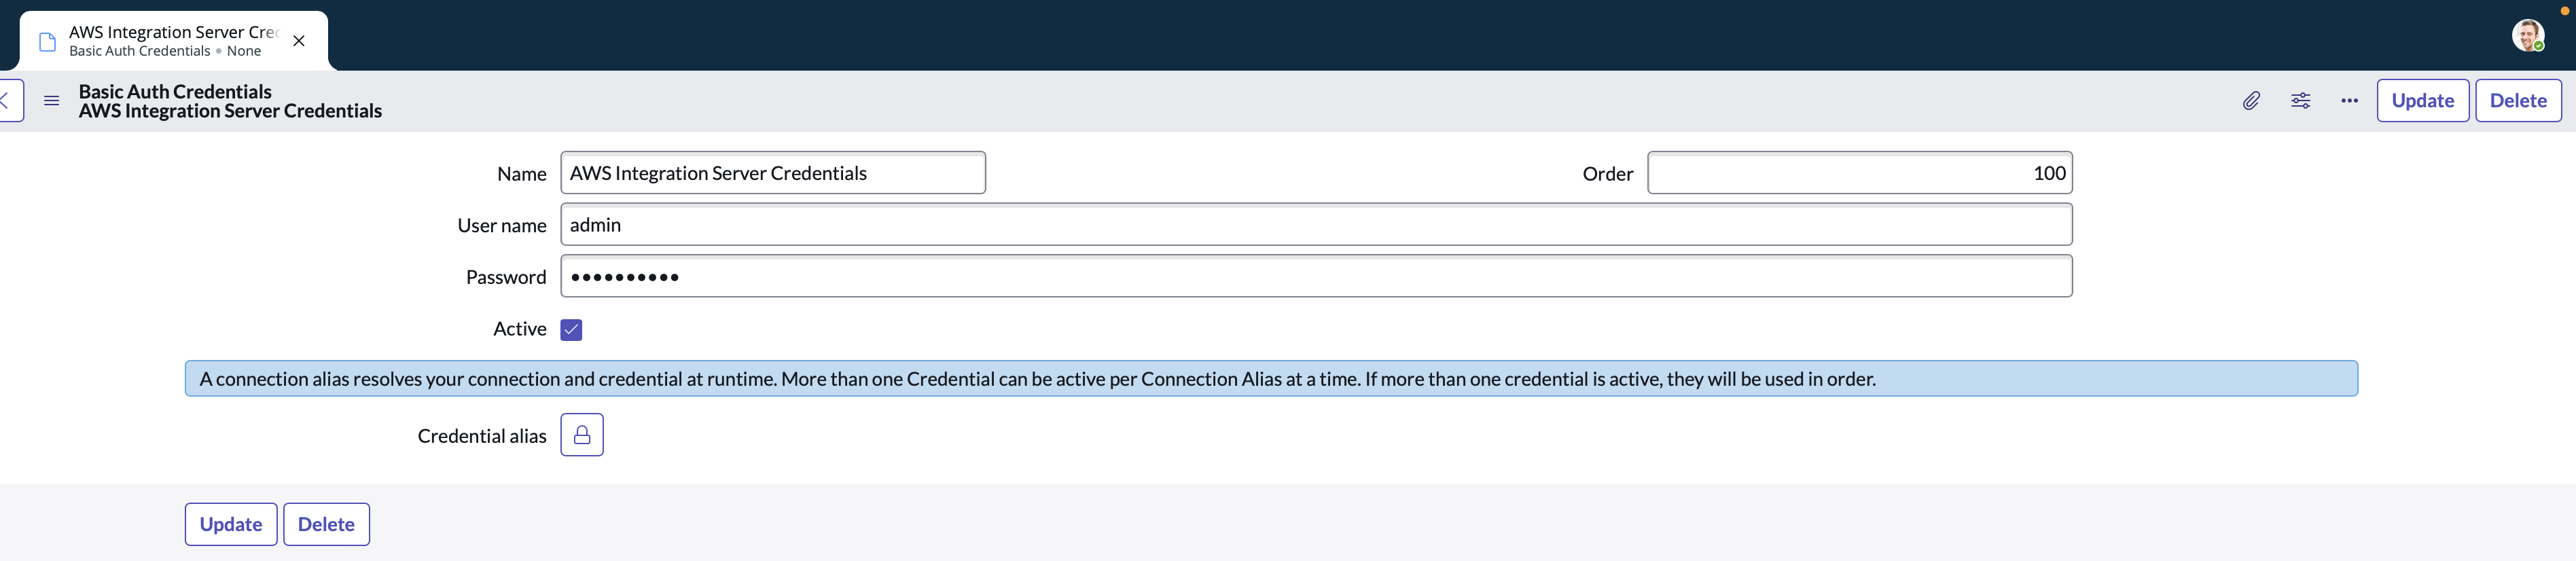 AWS Integration Server Cre
Basic Auth Credentials • None
Basic Auth Credentials
AWS Integration Server Credentials
Update
Delete
Name
AWS Integration Server Credentials
Order
100
User name
admin
Password
••••••••••
Active
A connection alias resolves your connection and credential at runtime. More than one Credential can be active per Connection Alias at a time. If more than one credential is active, they will be used in order.
Credential alias
Update
Delete